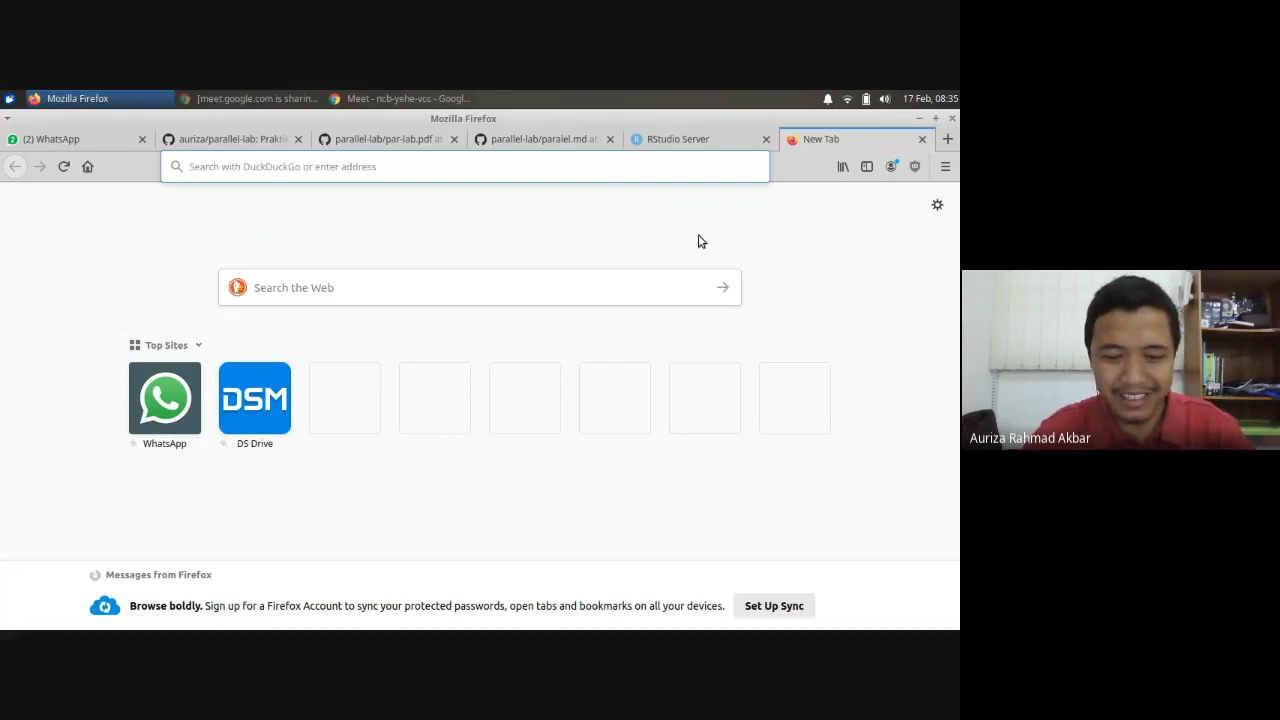 Mozilla Firefox
[meet.google.com is sharin...
Meet - ncb-yehe-vcc - Googl...
17 Feb, 08:35
Mozilla Firefox
2
(2) WhatsApp
auriza/parallel-lab: Praktik
parallel-lab/par-lab.pdf at
parallel-lab/paralel.md at
R
RStudio Server
New Tab
Search with DuckDuckGo or enter address
Search the Web
Top Sites
DSM
WhatsApp
DS Drive
Auriza Rahmad Akbar
Messages from Firefox
Browse boldly. Sign up for a Firefox Account to sync your protected passwords, open tabs and bookmarks on all your devices.
Set Up Sync